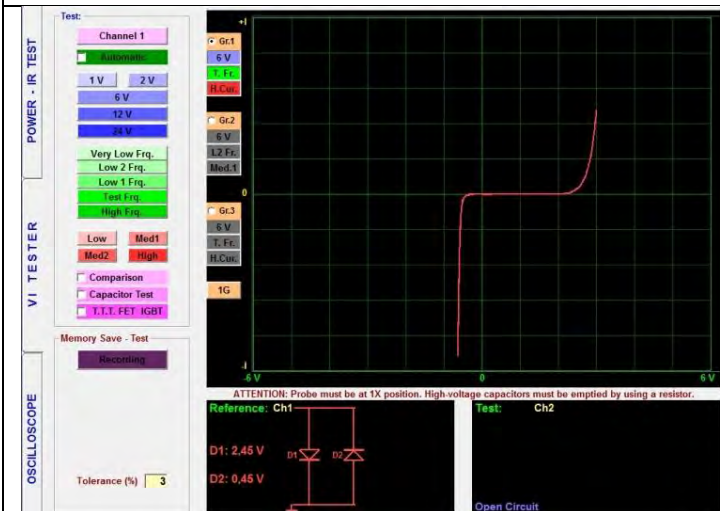 Test:
Channel 1
Automatic
1 V 2 V
6 V
12 V
24 V
Very Low Frq.
Low 2 Frq.
Low 1 Frq.
Test Frq.
High Frq.
Low Med1
Med2 High
Comparison
Capacitor Test
T.T.T. FET IGBT
Memory Save - Test
Recording
Tolerance (%) 3
POWER - IR TEST
VI TESTER
OSCILLOSCOPE
Gr.1
6 V
T. Fr.
H.Cur.
Gr.2
6 V
L2 Fr.
Med.1
Gr.3
6 V
T. Fr.
H.Cur.
1G
+I
0
-I
-6 V 0 6 V
ATTENTION: Probe must be at 1X position. High-voltage capacitors must be emptied by using a resistor.
Reference: Ch1
D1: 2,45 V
D2: 0,45 V
D1 D2
Test: Ch2
Open Circuit